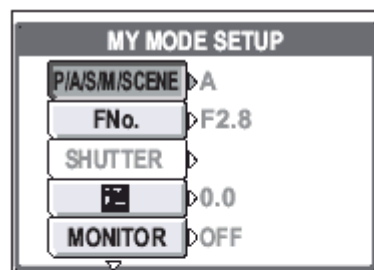 MY MODE SETUP
P/A/S/M/SCENE A
FNo. F2.8
SHUTTER
0.0
MONITOR OFF